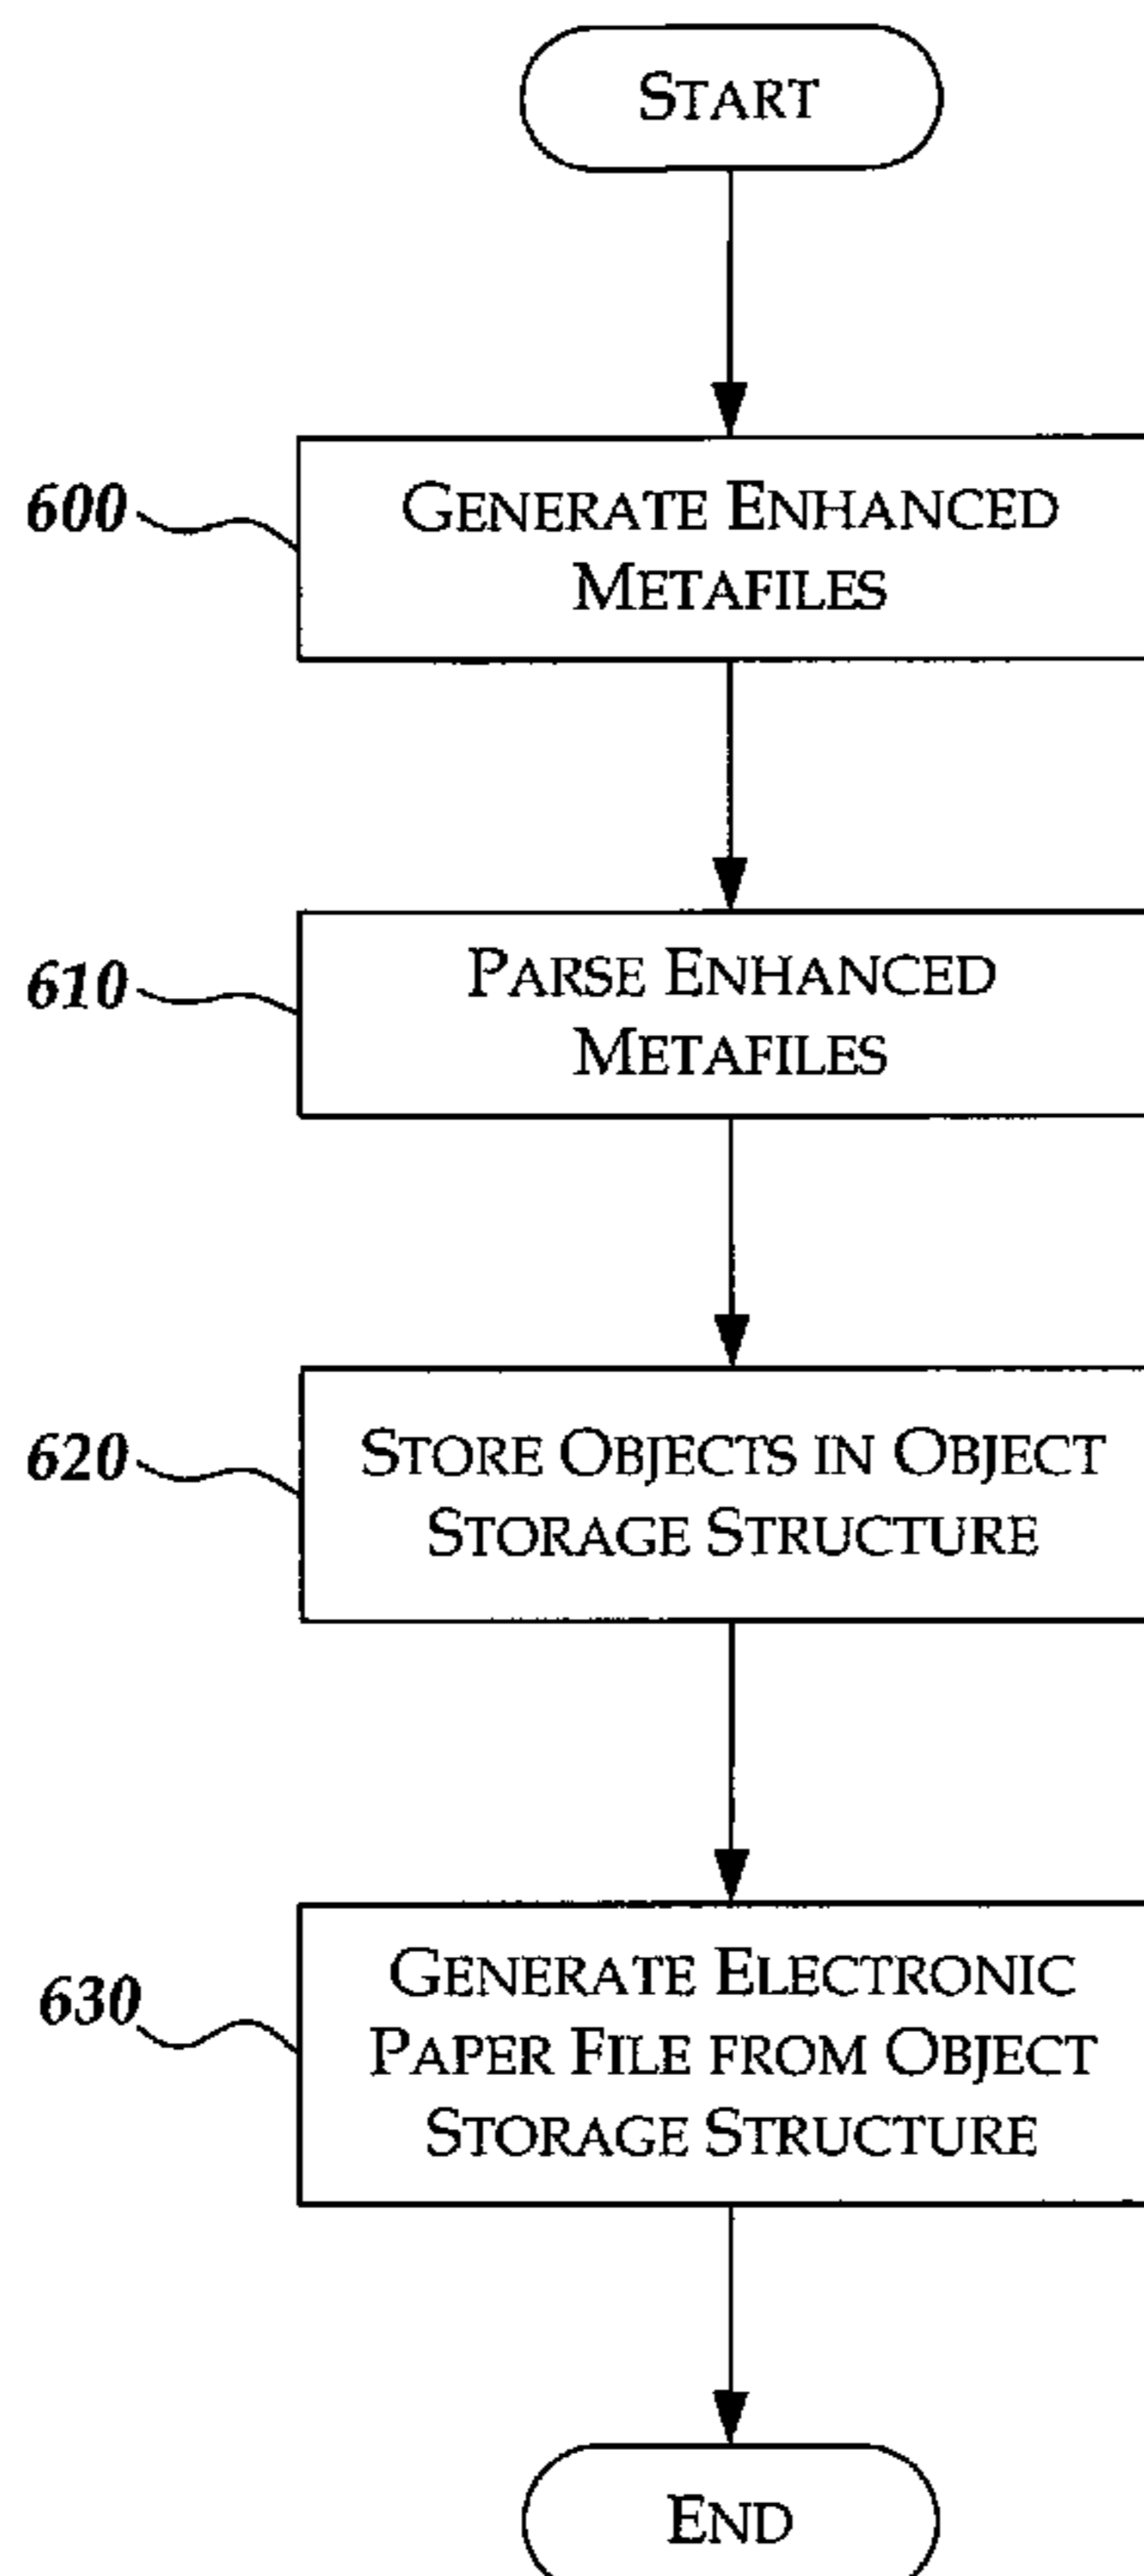 START
600
GENERATE ENHANCED
METAFILES
610
PARSE ENHANCED
METAFILES
620
STORE OBJECTS IN OBJECT
STORAGE STRUCTURE
630
GENERATE ELECTRONIC
PAPER FILE FROM OBJECT
STORAGE STRUCTURE
END